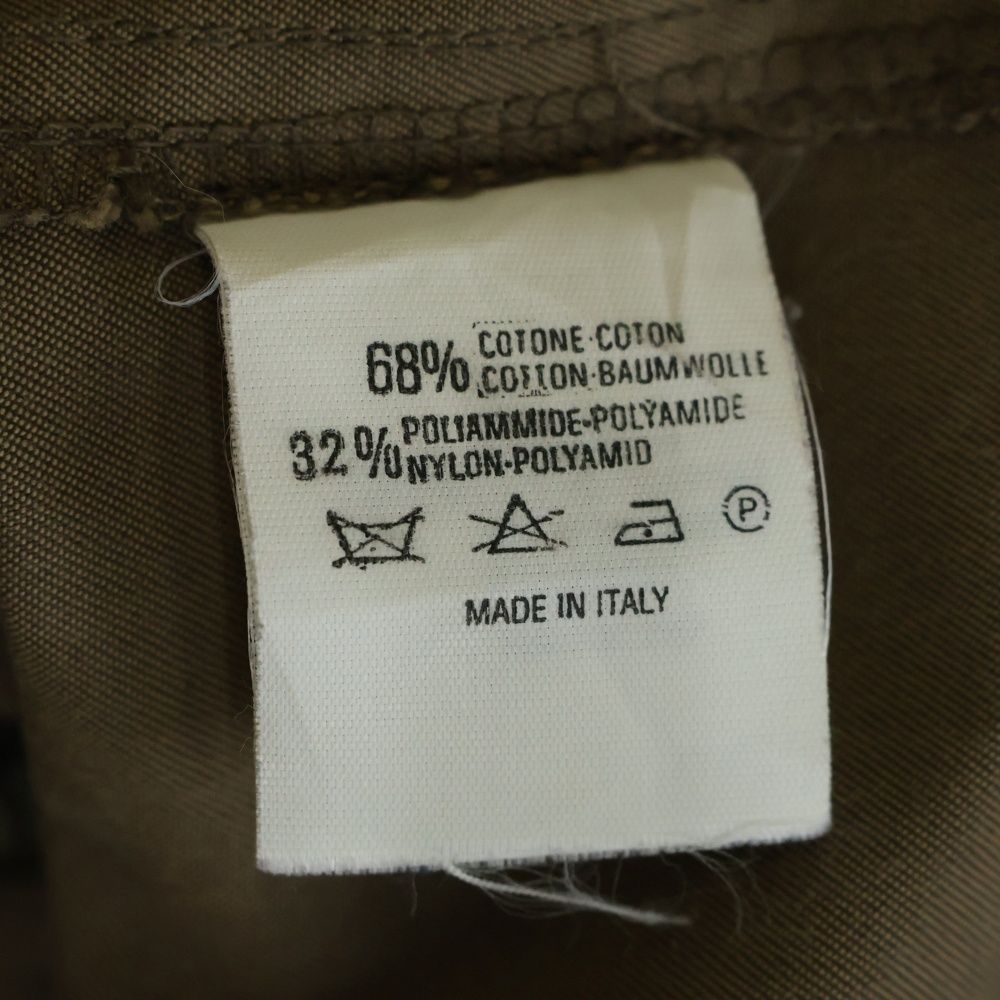 68% COTONE·COTON
COTTON·BAUMWOLLE
32% POLIAMMIDE·POLYAMIDE
NYLON·POLYAMID
P
MADE IN ITALY